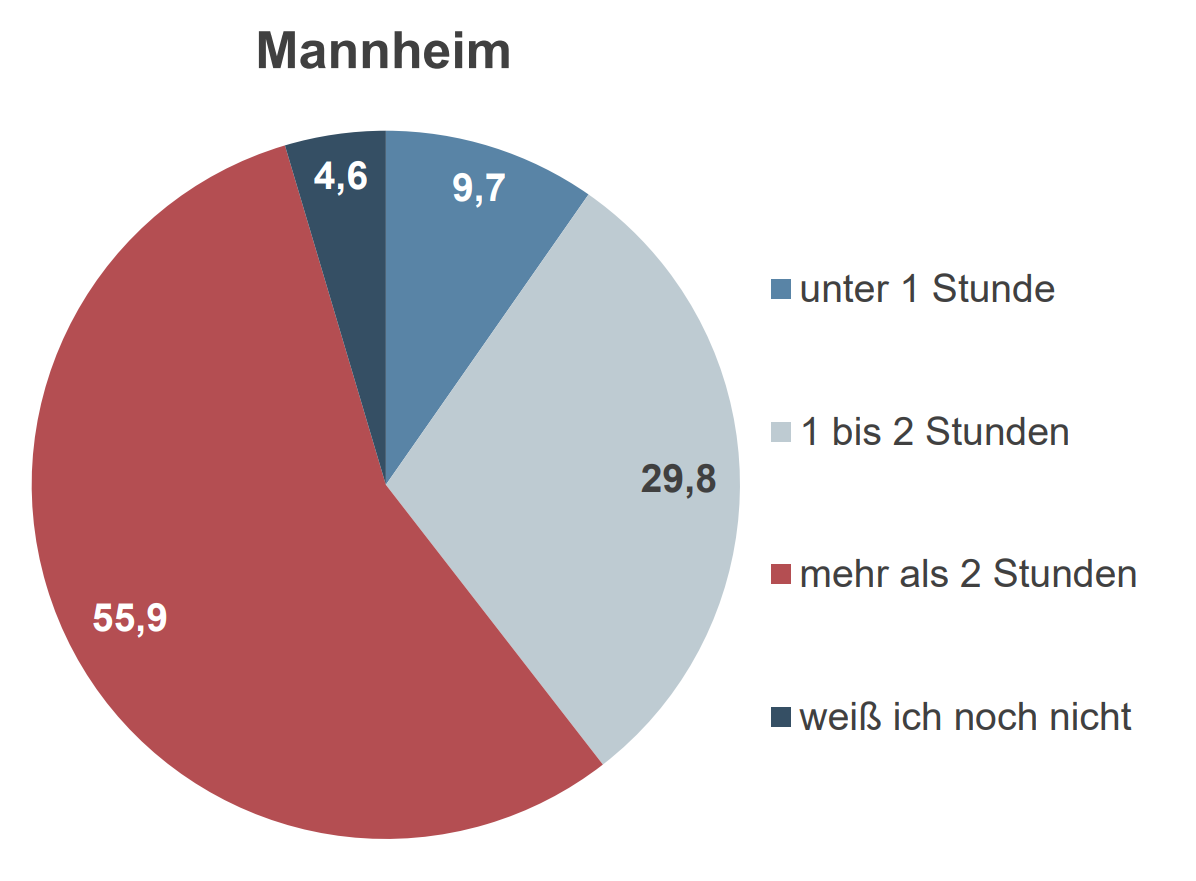 Mannheim
4,6
9,7
29,8
55,9
unter 1 Stunde
1 bis 2 Stunden
mehr als 2 Stunden
weiß ich noch nicht